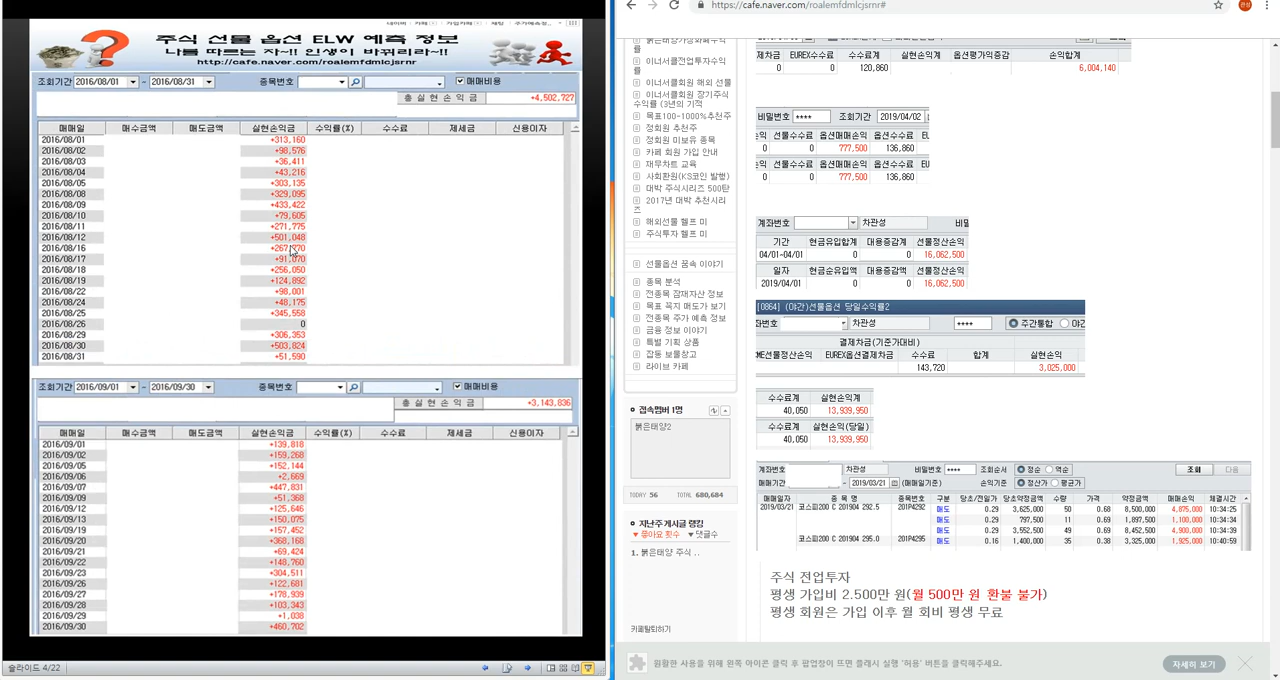 주식 선물 옵션 ELW 예측 정보
나를 따르는 자~!! 인생이 바뀌리라~!!
http://cafe.naver.com/roalemfdmlcjsrnr
조회기간 2016/08/01 - 2016/08/31 종목번호 매매비용
총 실 현 손 익 금 +4,502,727
매매일 매수금액 매도금액 실현손익금 수익률(%) 수수료 제세금 신용이자
2016/08/01 +313,160
2016/08/02 +98,576
2016/08/03 +36,411
2016/08/04 +43,216
2016/08/05 +303,135
2016/08/08 +329,095
2016/08/09 +433,422
2016/08/10 +79,605
2016/08/11 +271,775
2016/08/12 +501,048
2016/08/16
2016/08/17 +91,070
2016/08/18 +256,050
2016/08/19 +124,892
2016/08/22 +98,001
2016/08/24 +48,175
2016/08/25 +345,558
2016/08/26 0
2016/08/29 +306,353
2016/08/30 +503,824
2016/08/31 +51,590
조회기간 2016/09/01 - 2016/09/30 종목번호 매매비용
총 실 현 손 익 금 +3,143,836
매매일 매수금액 매도금액 실현손익금 수익률(%) 수수료 제세금 신용이자
2016/09/01 +139,818
2016/09/02 +159,268
2016/09/05 +152,144
2016/09/06 +2,669
2016/09/07 +447,831
2016/09/09 +51,368
2016/09/12 +125,646
2016/09/13 +150,075
2016/09/19 +157,452
2016/09/20 +368,168
2016/09/21 +69,424
2016/09/22 +148,760
2016/09/23 +304,511
2016/09/26 +122,681
2016/09/27 +178,939
2016/09/28 +103,343
2016/09/29 +1,038
2016/09/30 +460,702
슬라이드 4/22
https://cafe.naver.com/roalemfdmlcjsrnr#
관성
률
이너서클전업투자수익
률
이너서클회원 해외 선물
이너서클회원 장기주식
수익률 (3년의 기적
목표100-1000%추천주
정회원 추천주
정회원 미보유 종목
카페 회원 가입 안내
재무차트 교육
사회환원(KS코인 발행)
대박 주식시리즈 500탄
2017년 대박 추천시리
즈
해외선물 헬프 미
주식투자 헬프 미
선물옵션 꿈속 이야기
종목 분석
전종목 잠재자산 정보
목표 폭지 매도가 보기
전종목 주가 예측 정보
금융 정보 이야기
특별 기획 상품
잡동 보물창고
라이브 카페
접속멤버 1명
붉은태양2
TODAY 56 TOTAL 680,684
지난주 게시글 랭킹
▼좋아요 횟수 ▼댓글수
1. 붉은태양 주식 ..
카페탈퇴하기
제차금 EUREX수수료 수수료계 실현손익계 옵션평가익증감 손익합계
0 0 120,860 6,004,140
비밀번호 **** 조회기간 2019/04/02
손익 선물수수료 옵션매매손익 옵션수수료
0 777,500 136,860
손익 선물수수료 옵션매매손익 옵션수수료
0 777,500 136,860
계좌번호 차관성
기간 현금유입합계 대용증감계 선물정산손익
04/01-04/01 0 0 16,062,500
일자 현금순유입액 대용증감액 선물정산손익
2019/04/01 0 0 16,062,500
[0864] (야간)선물옵션 당일수익률2
좌번호 차관성 **** 주간통합 야간
결제차금(기준가대비)
ME선물정산손익 EUREX옵션결제차금 수수료 합계 실현손익
143,720 3,025,000
수수료계 실현손익계
40,050 13,939,950
수수료계 실현손익(당일)
40,050 13,939,950
계좌번호 차관성 비밀번호 **** 조회순서 정순 역순 조회 다음
매매기간 - 2019/03/21 (매매일기준) 손익기준 정산가 평균가
매매일자 종 목 명 종목번호 구분 당초/전일가 당초약정금액 수량 가격 약정금액 매매손익 체결시간
2019/03/21 코스피200 C 201904 292.5 201P4292 매도 0.29 3,625,000 50 0.68 8,500,000 4,875,000 10:34:25
매도 0.29 797,500 11 0.69 1,897,500 1,100,000 10:34:34
매도 0.29 3,552,500 49 0.69 8,452,500 4,900,000 10:34:39
코스피200 C 201904 295.0 201P4295 매도 0.16 1,400,000 35 0.38 3,325,000 1,925,000 10:40:59
주식 전업투자
평생 가입비 2.500만 원(월 500만 원 환불 불가)
평생 회원은 가입 이후 월 회비 평생 무료
원활한 사용을 위해 왼쪽 아이콘 클릭 후 팝업창이 뜨면 플래시 실행 '허용' 버튼을 클릭해주세요.
자세히 보기